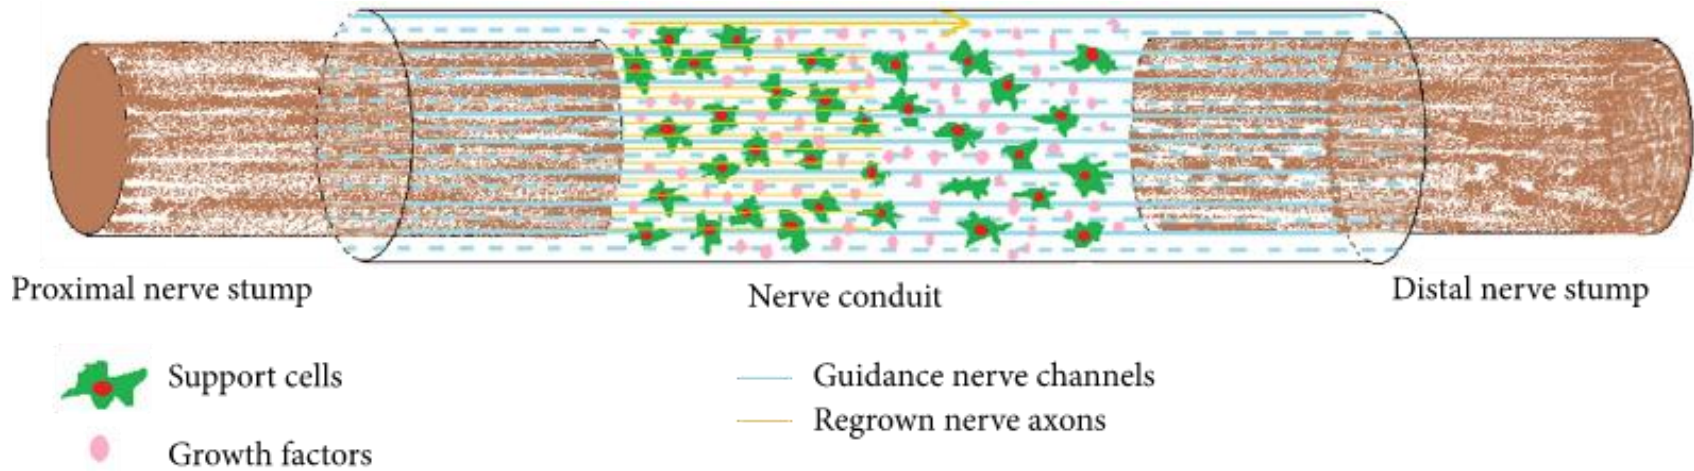 Proximal nerve stump
Nerve conduit
Distal nerve stump
Support cells
Growth factors
Guidance nerve channels
Regrown nerve axons